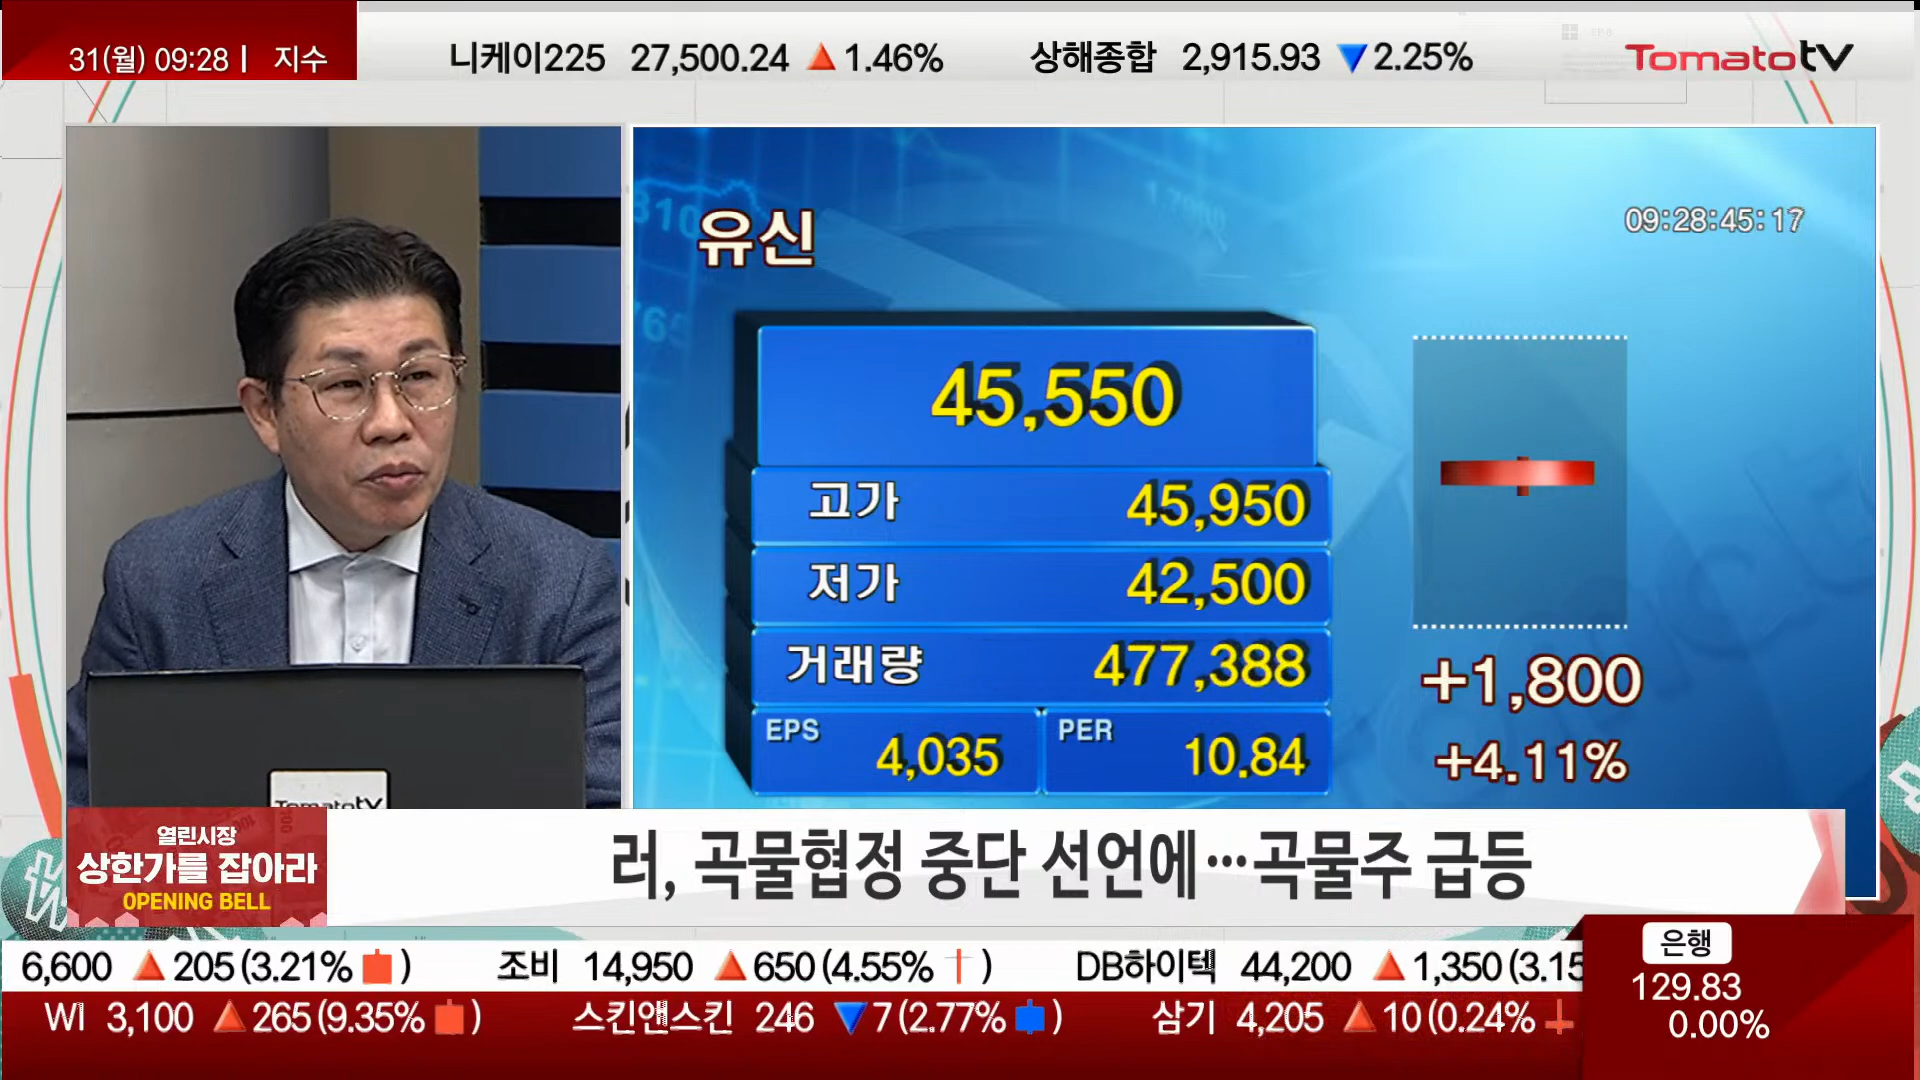 31(월) 09:28 | 지수
니케이225 27,500.24 ▲1.46%
상해종합 2,915.93 ▼2.25%
Tomatotv
유신
09:28:45:17
45,550
고가 45,950
저가 42,500
거래량 477,388
EPS 4,035
PER 10.84
+1,800
+4.11%
Tomatotv
열린시장
상한가를 잡아라
OPENING BELL
러, 곡물협정 중단 선언에…곡물주 급등
6,600 ▲205(3.21%)
조비 14,950 ▲650(4.55%)
DB하이텍 44,200 ▲1,350(3.15
WI 3,100 ▲265(9.35%)
스킨앤스킨 246 ▼7(2.77%)
삼기 4,205 ▲10(0.24%
은행
129.83
0.00%